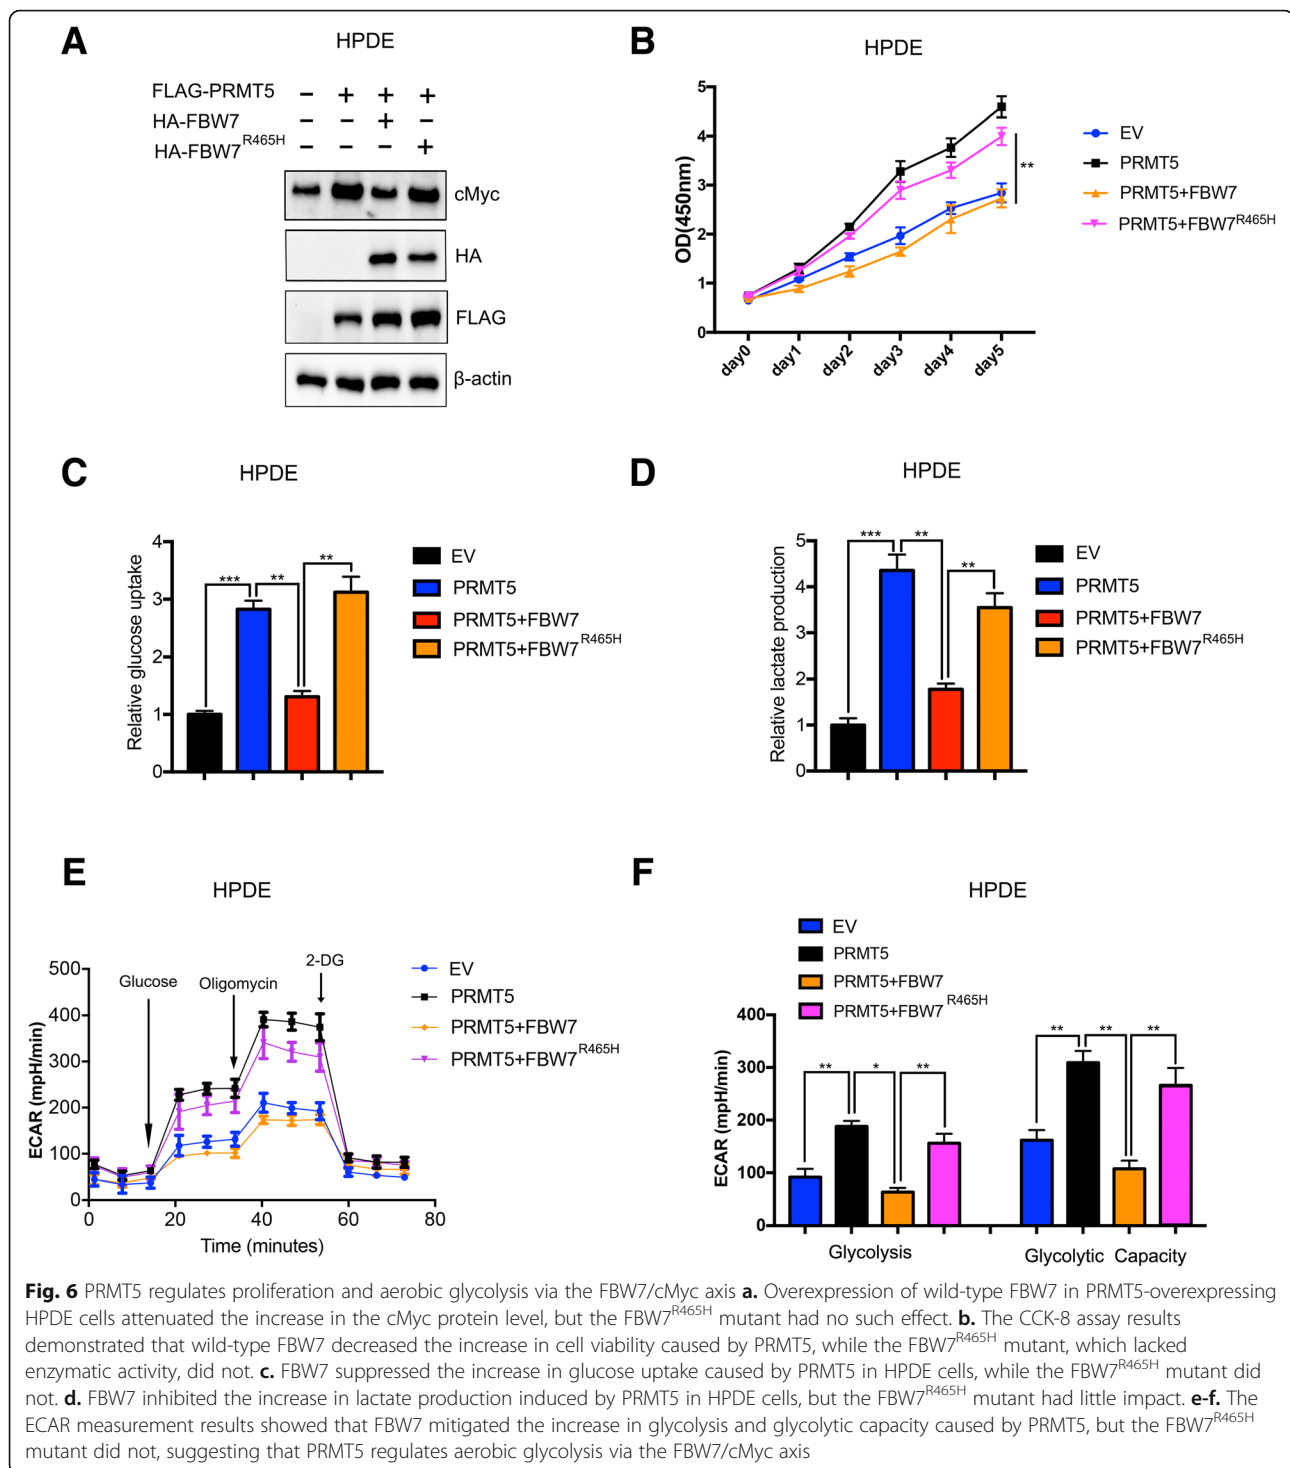 A
HPDE
FLAG-PRMT5 − + + +
HA-FBW7 − − + −
HA-FBW7R465H − − − +
cMyc
HA
FLAG
β-actin
B
HPDE
OD(450nm)
5
4
3
2
1
0
day0 day1 day2 day3 day4 day5
**
EV
PRMT5
PRMT5+FBW7
PRMT5+FBW7R465H
C
HPDE
Relative glucose uptake
4
3
2
1
0
*** ** **
EV
PRMT5
PRMT5+FBW7
PRMT5+FBW7R465H
D
HPDE
Relative lactate production
5
4
3
2
1
0
*** ** **
EV
PRMT5
PRMT5+FBW7
PRMT5+FBW7R465H
E
HPDE
ECAR (mpH/min)
500
400
300
200
100
0
Glucose
Oligomycin
2-DG
0 20 40 60 80
Time (minutes)
EV
PRMT5
PRMT5+FBW7
PRMT5+FBW7R465H
F
HPDE
EV
PRMT5
PRMT5+FBW7
PRMT5+FBW7 R465H
ECAR (mpH/min)
400
300
200
100
0
** * ** ** ** **
Glycolysis
Glycolytic Capacity
Fig. 6 PRMT5 regulates proliferation and aerobic glycolysis via the FBW7/cMyc axis a. Overexpression of wild-type FBW7 in PRMT5-overexpressing
HPDE cells attenuated the increase in the cMyc protein level, but the FBW7R465H mutant had no such effect. b. The CCK-8 assay results
demonstrated that wild-type FBW7 decreased the increase in cell viability caused by PRMT5, while the FBW7R465H mutant, which lacked
enzymatic activity, did not. c. FBW7 suppressed the increase in glucose uptake caused by PRMT5 in HPDE cells, while the FBW7R465H mutant did
not. d. FBW7 inhibited the increase in lactate production induced by PRMT5 in HPDE cells, but the FBW7R465H mutant had little impact. e-f. The
ECAR measurement results showed that FBW7 mitigated the increase in glycolysis and glycolytic capacity caused by PRMT5, but the FBW7R465H
mutant did not, suggesting that PRMT5 regulates aerobic glycolysis via the FBW7/cMyc axis